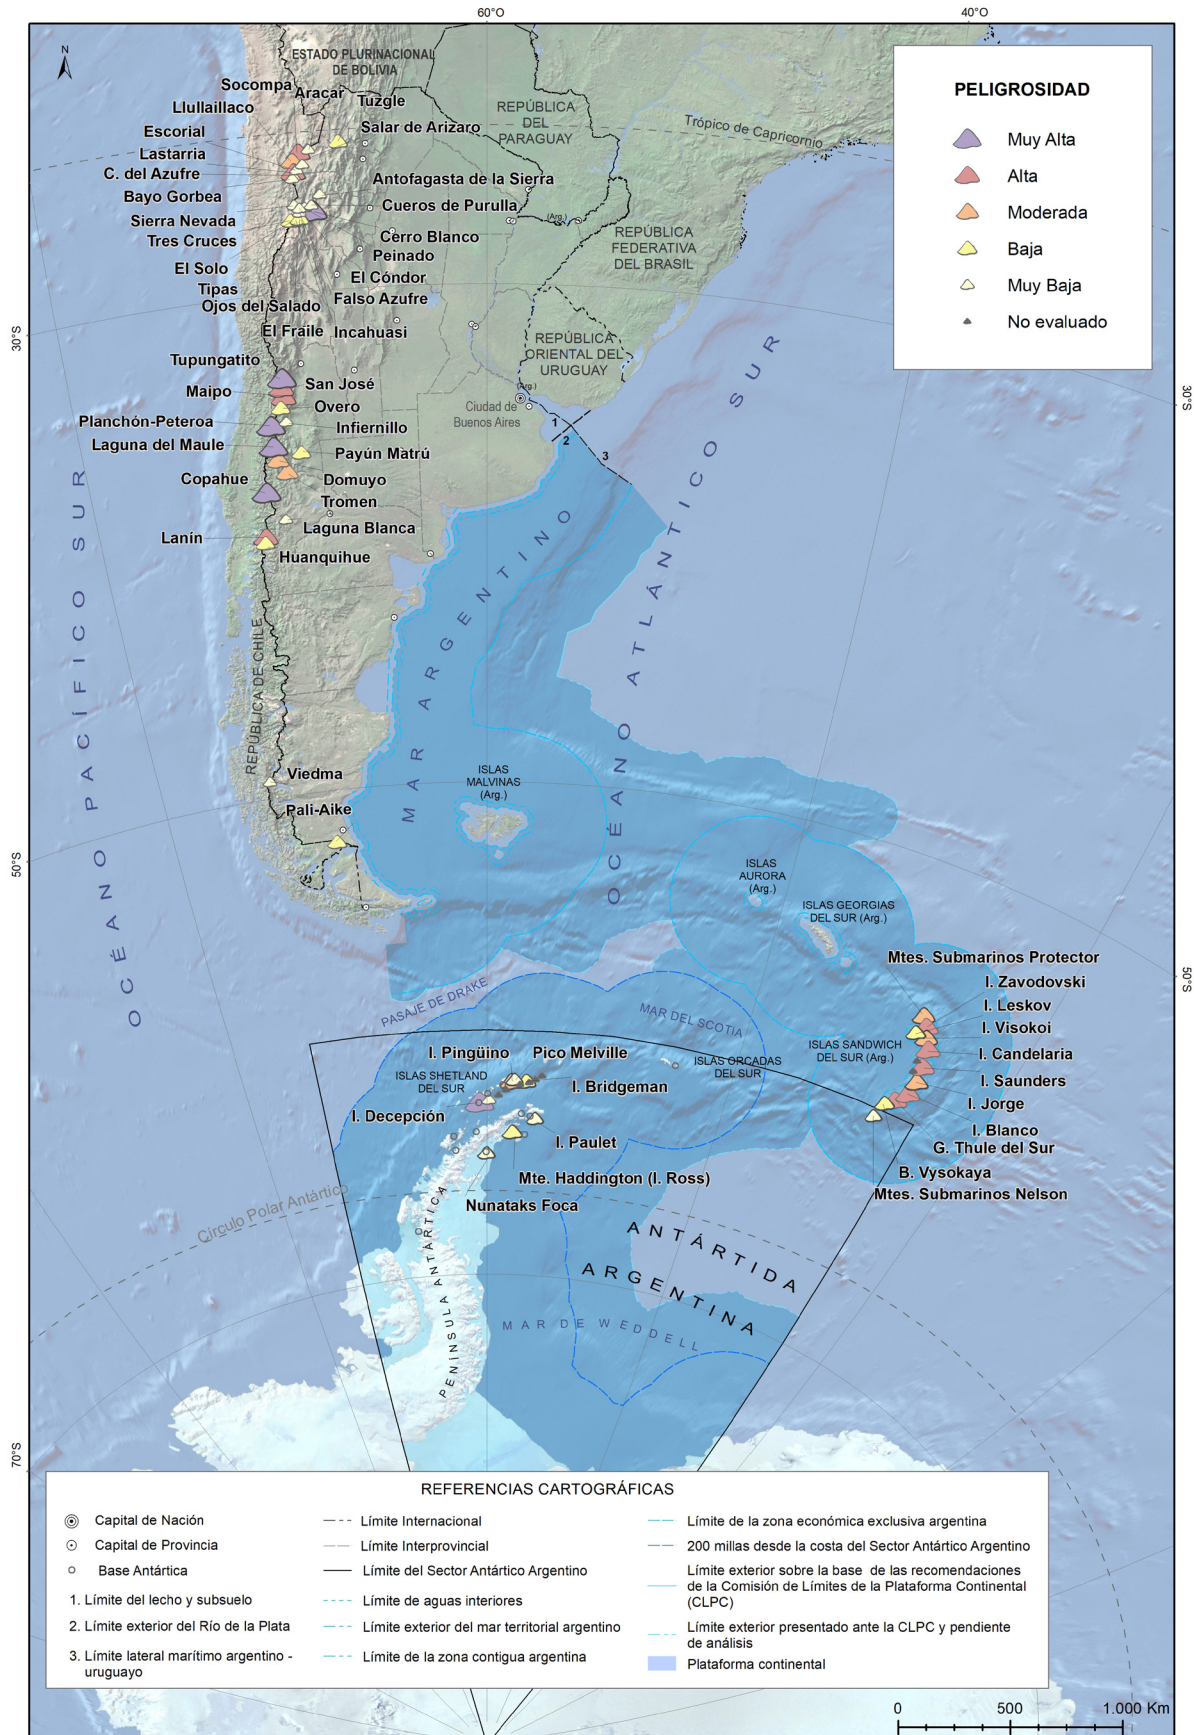 60°O
40°O
N
ESTADO PLURINACIONAL
DE BOLIVIA
PELIGROSIDAD
Muy Alta
Alta
Moderada
Baja
Muy Baja
No evaluado
Socompa
Aracar
Tuzgle
Llullaillaco
Escorial
Salar de Arizaro
Lastarria
C. del Azufre
Antofagasta de la Sierra
Bayo Gorbea
Cueros de Purulla
Sierra Nevada
Tres Cruces
Cerro Blanco
Peinado
El Solo
El Cóndor
Tipas
Falso Azufre
Ojos del Salado
El Fraile
Incahuasi
REPÚBLICA
DEL
PARAGUAY
Trópico de Capricornio
(Arg.)
REPÚBLICA
FEDERATIVA
DEL BRASIL
REPÚBLICA
ORIENTAL DEL
URUGUAY
(Arg.)
Ciudad de
Buenos Aires
1
2
3
30°S
30°S
Tupungatito
San José
Maipo
Overo
Planchón-Peteroa
Infiernillo
Laguna del Maule
Payún Matrú
Copahue
Domuyo
Tromen
Laguna Blanca
Lanín
Huanquihue
REPÚBLICA DE CHILE
OCÉANO PACÍFICO SUR
MAR ARGENTINO
OCÉANO ATLÁNTICO SUR
Viedma
Pali-Aike
ISLAS
MALVINAS
(Arg.)
50°S
50°S
ISLAS
AURORA
(Arg.)
ISLAS GEORGIAS
DEL SUR (Arg.)
Mtes. Submarinos Protector
I. Zavodovski
I. Leskov
I. Visokoi
I. Candelaria
I. Saunders
I. Jorge
I. Blanco
G. Thule del Sur
B. Vysokaya
Mtes. Submarinos Nelson
ISLAS SANDWICH
DEL SUR (Arg.)
PASAJE DE DRAKE
MAR DEL SCOTIA
ISLAS ORCADAS
DEL SUR
I. Pingüino
Pico Melville
ISLAS SHETLAND
DEL SUR
I. Bridgeman
I. Decepción
I. Paulet
Mte. Haddington (I. Ross)
Nunataks Foca
Círculo Polar Antártico
PENÍNSULA ANTÁRTICA
ANTÁRTIDA
ARGENTINA
MAR DE WEDDELL
70°S
REFERENCIAS CARTOGRÁFICAS
Capital de Nación
Capital de Provincia
Base Antártica
1. Límite del lecho y subsuelo
2. Límite exterior del Río de la Plata
3. Límite lateral marítimo argentino -
uruguayo
Límite Internacional
Límite Interprovincial
Límite del Sector Antártico Argentino
Límite de aguas interiores
Límite exterior del mar territorial argentino
Límite de la zona contigua argentina
Límite de la zona económica exclusiva argentina
200 millas desde la costa del Sector Antártico Argentino
Límite exterior sobre la base de las recomendaciones
de la Comisión de Límites de la Plataforma Continental
(CLPC)
Límite exterior presentado ante la CLPC y pendiente
de análisis
Plataforma continental
0 500 1.000 Km